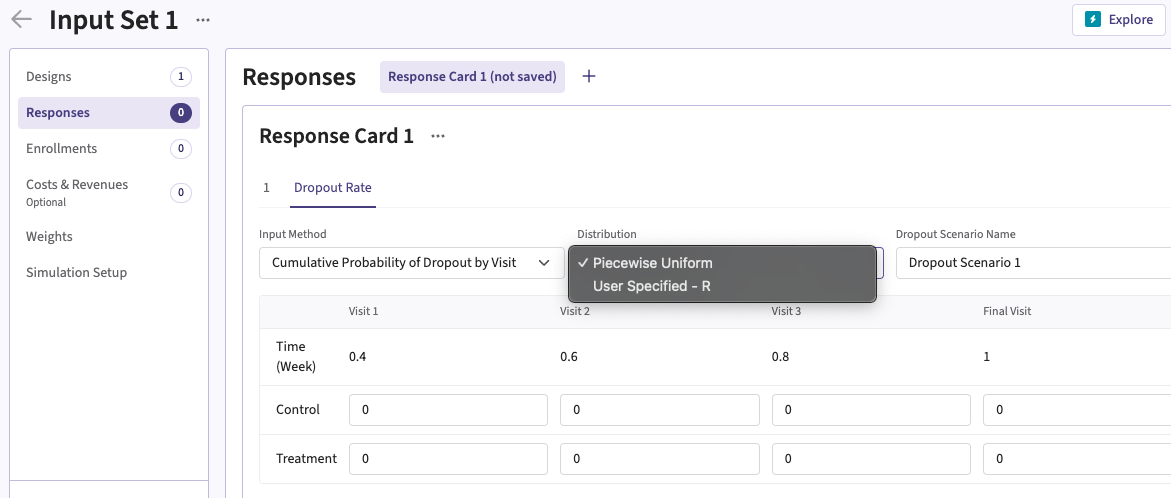 Input Set 1 ...
Explore
Designs 1
Responses 0
Enrollments 0
Costs & Revenues 0
Optional
Weights
Simulation Setup
Responses Response Card 1 (not saved) +
Response Card 1 ...
1 Dropout Rate
Input Method Distribution Dropout Scenario Name
Cumulative Probability of Dropout by Visit ✓ Piecewise Uniform Dropout Scenario 1
User Specified - R
Visit 1 Visit 2 Visit 3 Final Visit
Time
(Week) 0.4 0.6 0.8 1
Control 0 0 0 0
Treatment 0 0 0 0